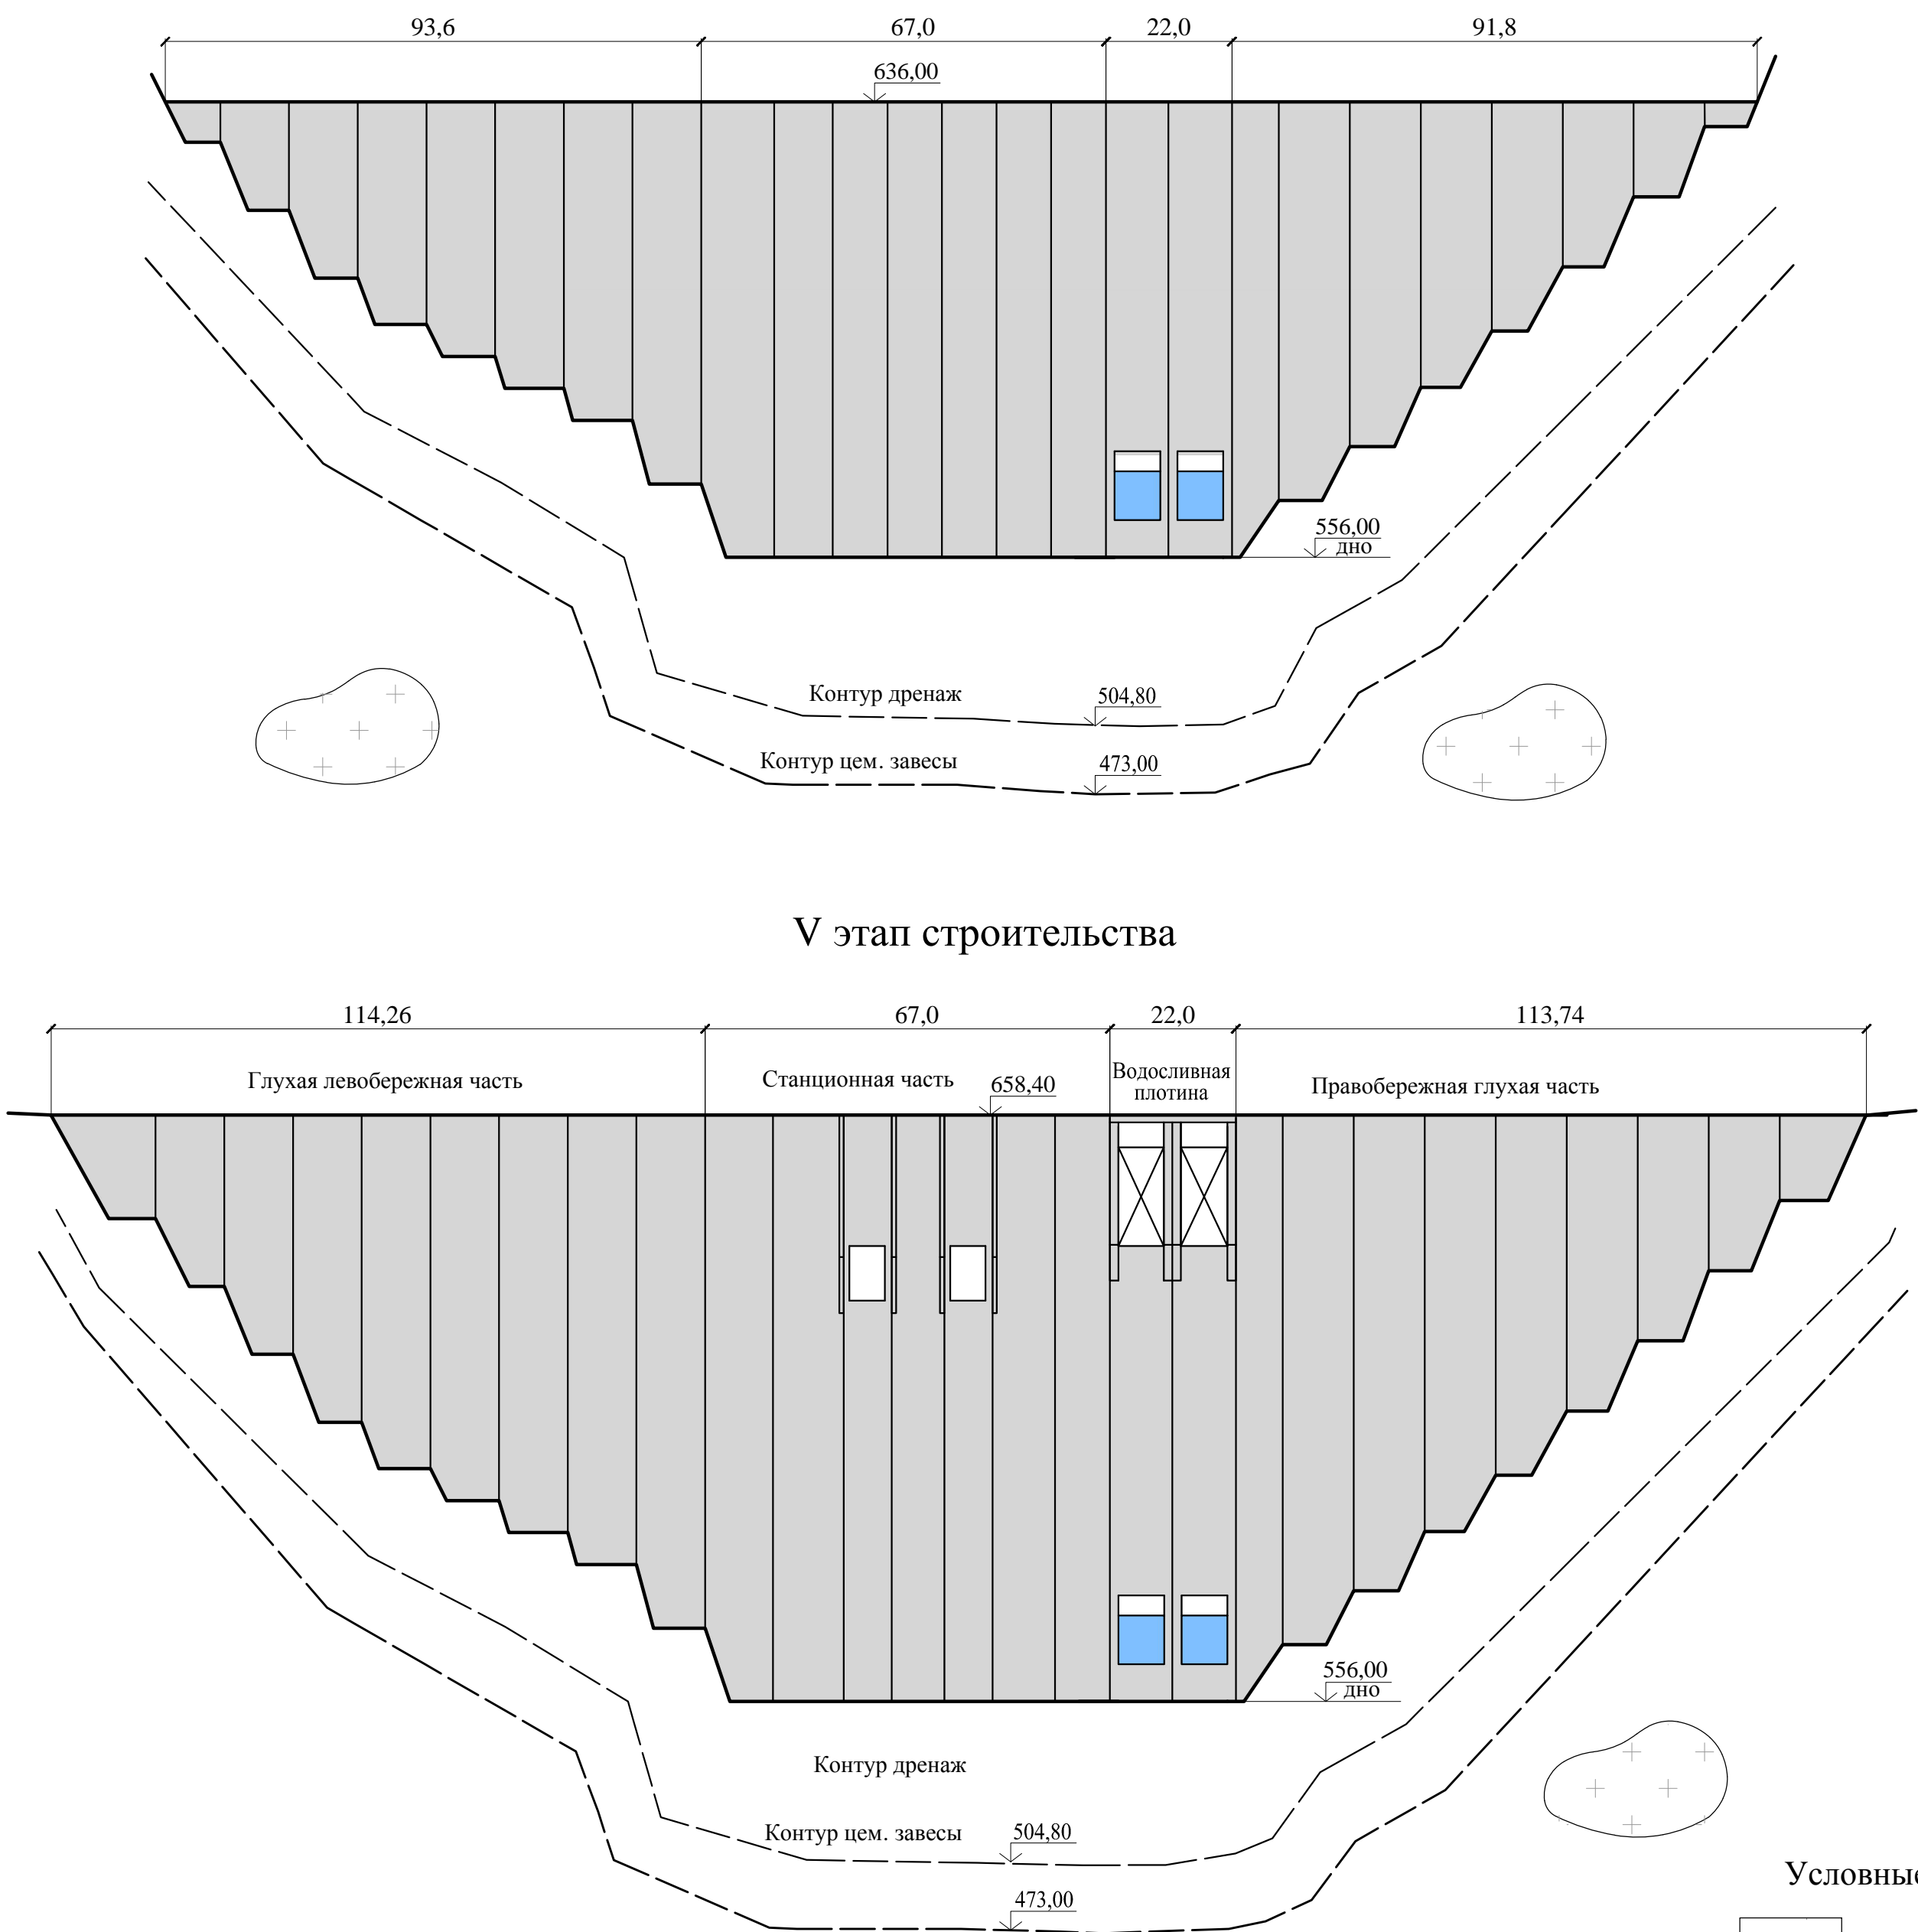 93,6
67,0
22,0
91,8
636,00
556,00
дно
Контур дренаж
504,80
Контур цем. завесы
473,00
V этап строительства
114,26
67,0
22,0
113,74
Глухая левобережная часть
Станционная часть
658,40
Водосливная
плотина
Правобережная глухая часть
556,00
дно
Контур дренаж
Контур цем. завесы
504,80
473,00
Условные